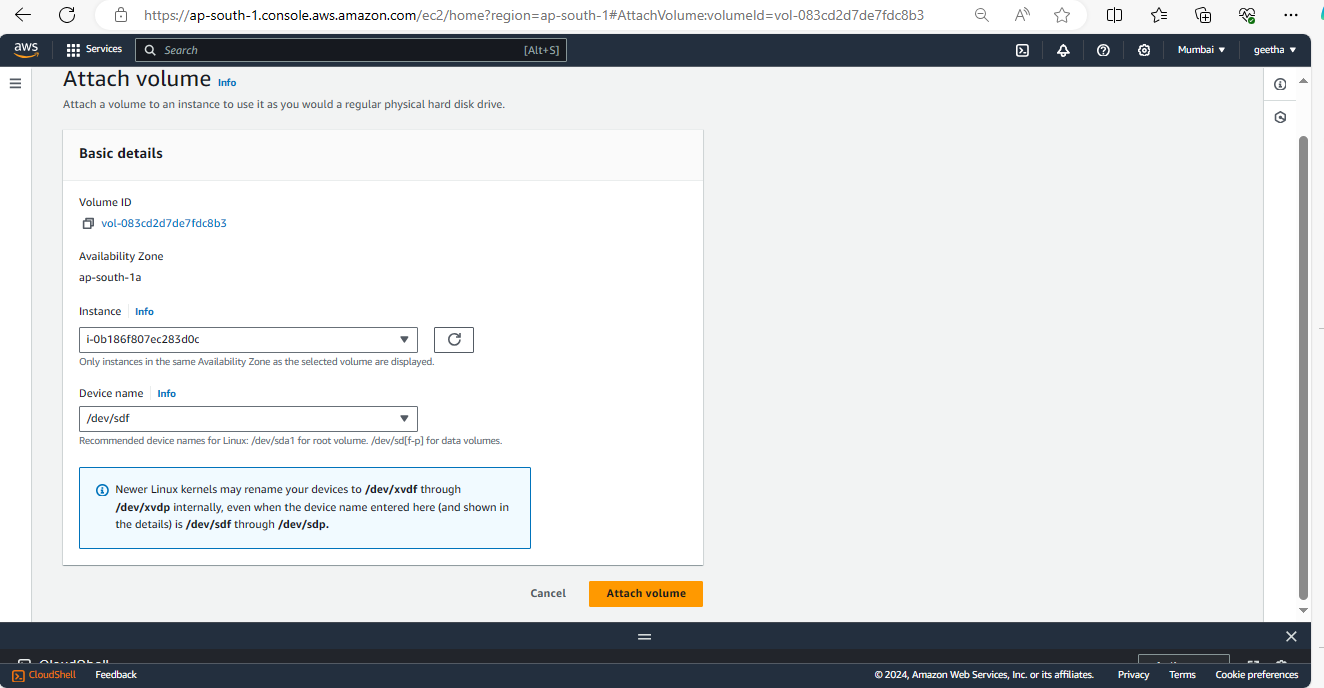 https://ap-south-1.console.aws.amazon.com/ec2/home?region=ap-south-1#AttachVolume:volumeId=vol-083cd2d7de7fdc8b3
aws Services Search [Alt+S] Mumbai geetha
Attach volume Info
Attach a volume to an instance to use it as you would a regular physical hard disk drive.
Basic details
Volume ID
vol-083cd2d7de7fdc8b3
Availability Zone
ap-south-1a
Instance Info
i-0b186f807ec283d0c
Only instances in the same Availability Zone as the selected volume are displayed.
Device name Info
/dev/sdf
Recommended device names for Linux: /dev/sda1 for root volume. /dev/sd[f-p] for data volumes.
Newer Linux kernels may rename your devices to /dev/xvdf through
/dev/xvdp internally, even when the device name entered here (and shown in
the details) is /dev/sdf through /dev/sdp.
Cancel Attach volume
CloudShell
CloudShell Feedback © 2024, Amazon Web Services, Inc. or its affiliates. Privacy Terms Cookie preferences